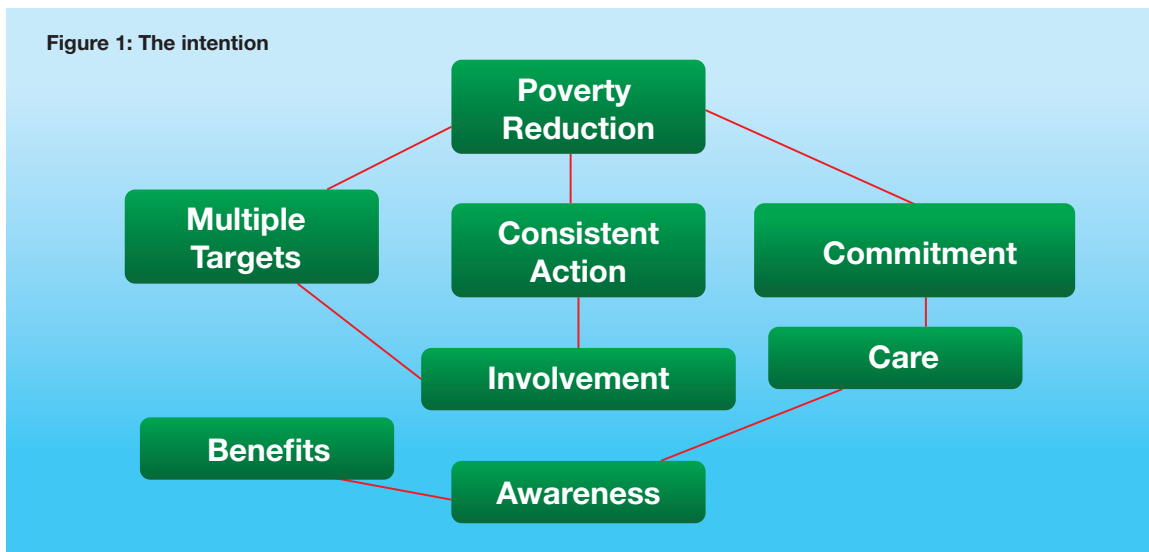 Figure 1: The intention
Poverty
Reduction
Multiple
Targets
Consistent
Action
Commitment
Care
Involvement
Benefits
Awareness